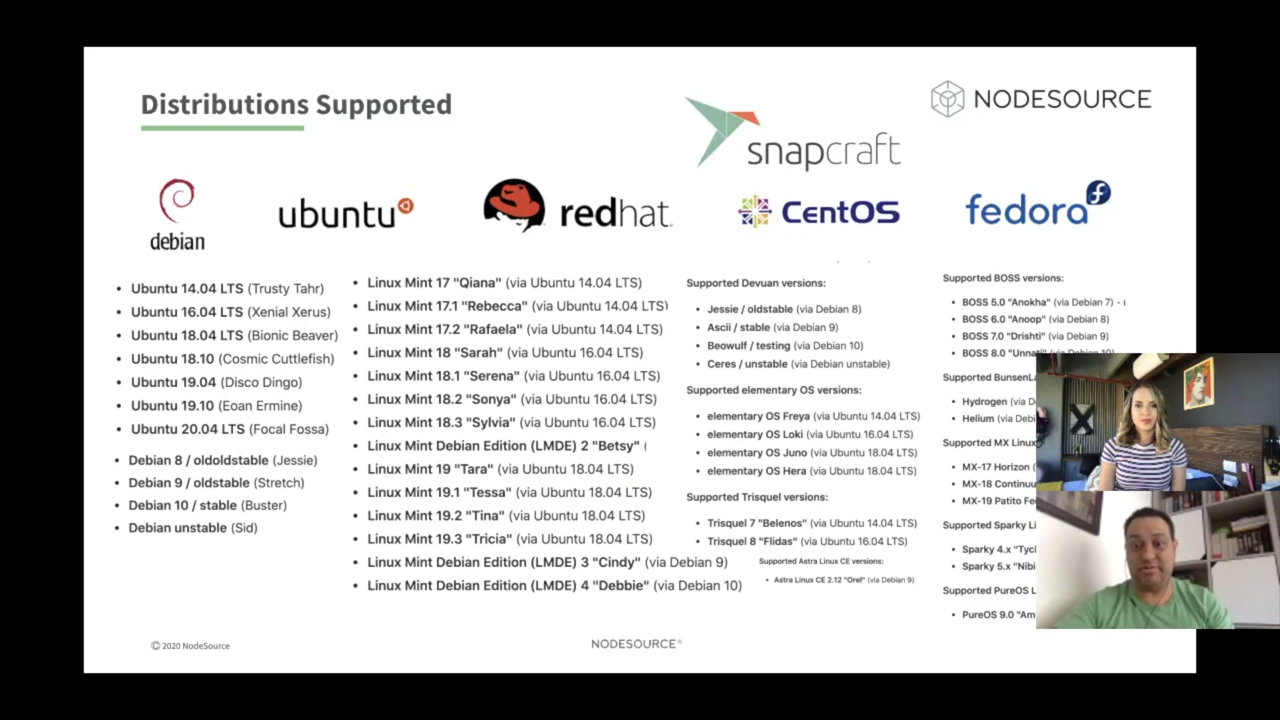 Distributions Supported
NODESOURCE
snapcraft
debian
ubuntu
redhat
CentOS
fedora
• Ubuntu 14.04 LTS (Trusty Tahr)
• Ubuntu 16.04 LTS (Xenial Xerus)
• Ubuntu 18.04 LTS (Bionic Beaver)
• Ubuntu 18.10 (Cosmic Cuttlefish)
• Ubuntu 19.04 (Disco Dingo)
• Ubuntu 19.10 (Eoan Ermine)
• Ubuntu 20.04 LTS (Focal Fossa)
• Debian 8 / oldoldstable (Jessie)
• Debian 9 / oldstable (Stretch)
• Debian 10 / stable (Buster)
• Debian unstable (Sid)
• Linux Mint 17 "Qiana" (via Ubuntu 14.04 LTS)
• Linux Mint 17.1 "Rebecca" (via Ubuntu 14.04 LTS)
• Linux Mint 17.2 "Rafaela" (via Ubuntu 14.04 LTS)
• Linux Mint 18 "Sarah" (via Ubuntu 16.04 LTS)
• Linux Mint 18.1 "Serena" (via Ubuntu 16.04 LTS)
• Linux Mint 18.2 "Sonya" (via Ubuntu 16.04 LTS)
• Linux Mint 18.3 "Sylvia" (via Ubuntu 16.04 LTS)
• Linux Mint Debian Edition (LMDE) 2 "Betsy" (
• Linux Mint 19 "Tara" (via Ubuntu 18.04 LTS)
• Linux Mint 19.1 "Tessa" (via Ubuntu 18.04 LTS)
• Linux Mint 19.2 "Tina" (via Ubuntu 18.04 LTS)
• Linux Mint 19.3 "Tricia" (via Ubuntu 18.04 LTS)
• Linux Mint Debian Edition (LMDE) 3 "Cindy" (via Debian 9)
• Linux Mint Debian Edition (LMDE) 4 "Debbie" (via Debian 10)
Supported Devuan versions:
• Jessie / oldstable (via Debian 8)
• Ascii / stable (via Debian 9)
• Beowulf / testing (via Debian 10)
• Ceres / unstable (via Debian unstable)
Supported elementary OS versions:
• elementary OS Freya (via Ubuntu 14.04 LTS)
• elementary OS Loki (via Ubuntu 16.04 LTS)
• elementary OS Juno (via Ubuntu 18.04 LTS)
• elementary OS Hera (via Ubuntu 18.04 LTS)
Supported Trisquel versions:
• Trisquel 7 "Belenos" (via Ubuntu 14.04 LTS)
• Trisquel 8 "Flidas" (via Ubuntu 16.04 LTS)
Supported Astra Linux CE versions:
• Astra Linux CE 2.12 "Orel" (via Debian 9)
Supported BOSS versions:
• BOSS 5.0 "Anokha" (via Debian 7) -
• BOSS 6.0 "Anoop" (via Debian 8)
• BOSS 7.0 "Drishti" (via Debian 9)
• BOSS 8.0 "Unnati" (via Debian 10)
Supported
• Hydrogen (via
• Helium (via
Supported MX Linux
• MX-17 Horizon (
• MX-18
• MX-19 Patito
Supported Sparky
• Sparky 4.x
• Sparky 5.x
Supported PureOS
• PureOS 9.0
© 2020 NodeSource
NODESOURCE®